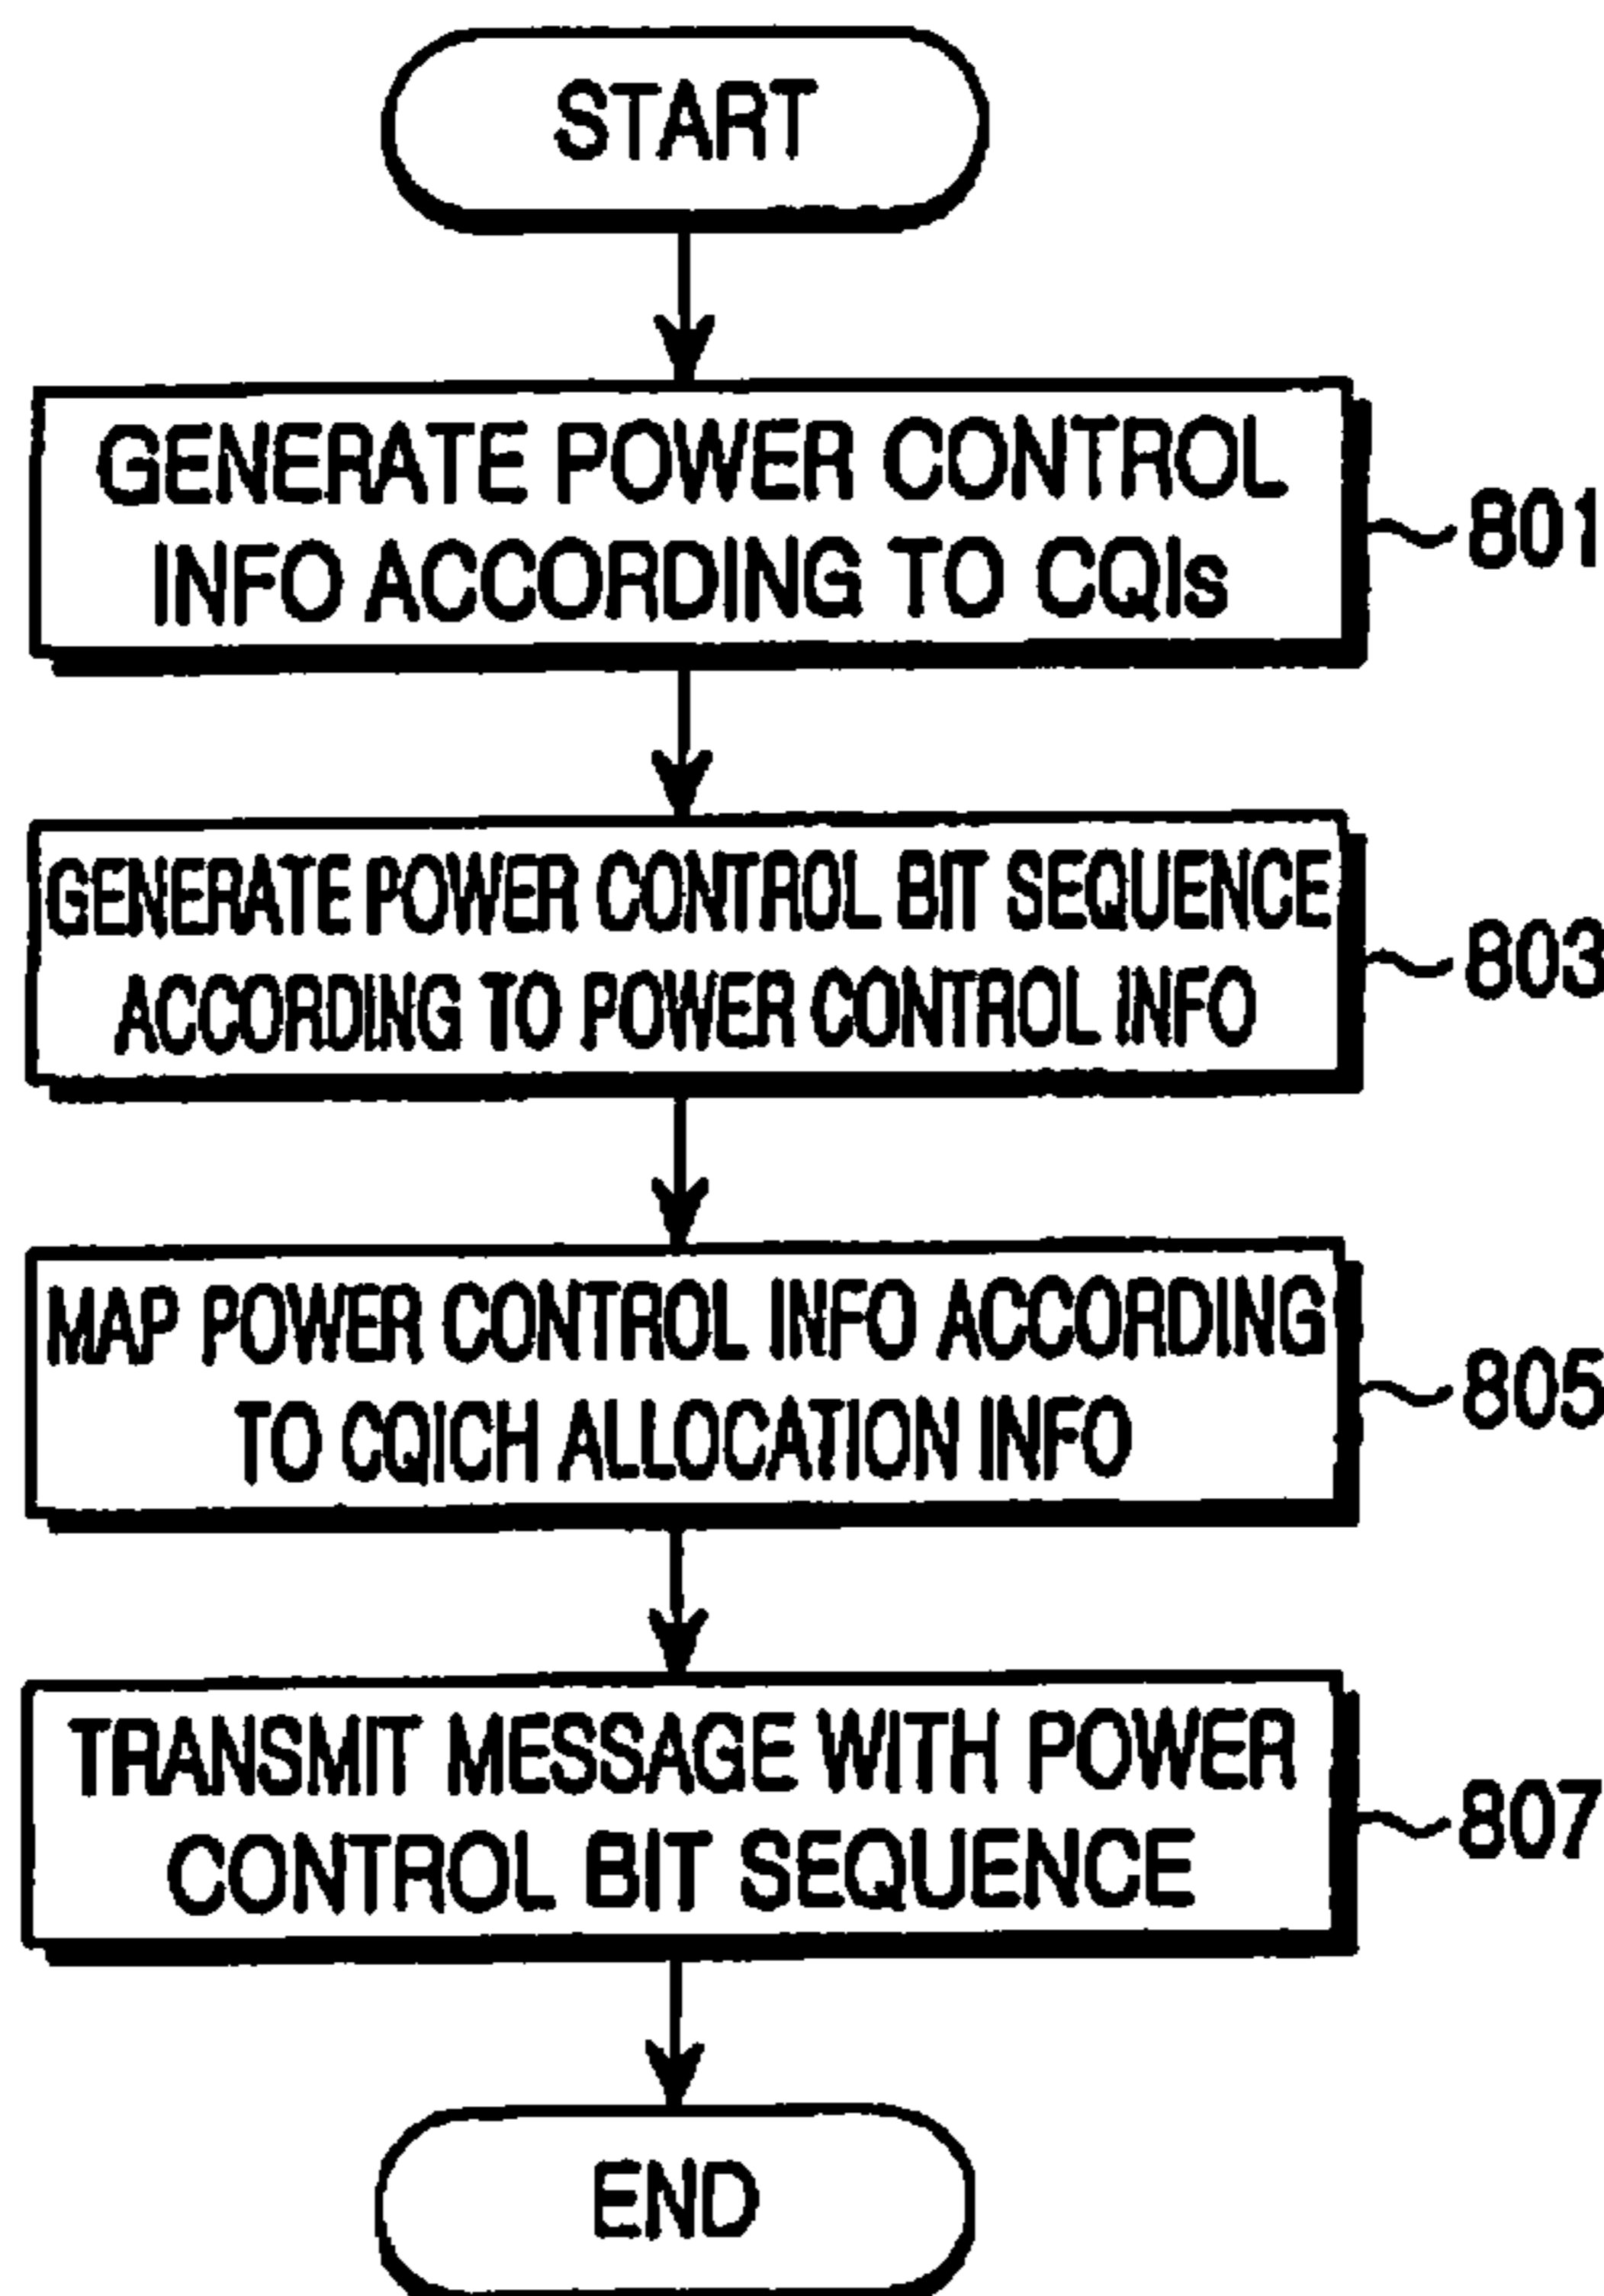 START
GENERATE POWER CONTROL
INFO ACCORDING TO CQIs
801
GENERATE POWER CONTROL BIT SEQUENCE
ACCORDING TO POWER CONTROL INFO
803
MAP POWER CONTROL INFO ACCORDING
TO CQICH ALLOCATION INFO
805
TRANSMIT MESSAGE WITH POWER
CONTROL BIT SEQUENCE
807
END